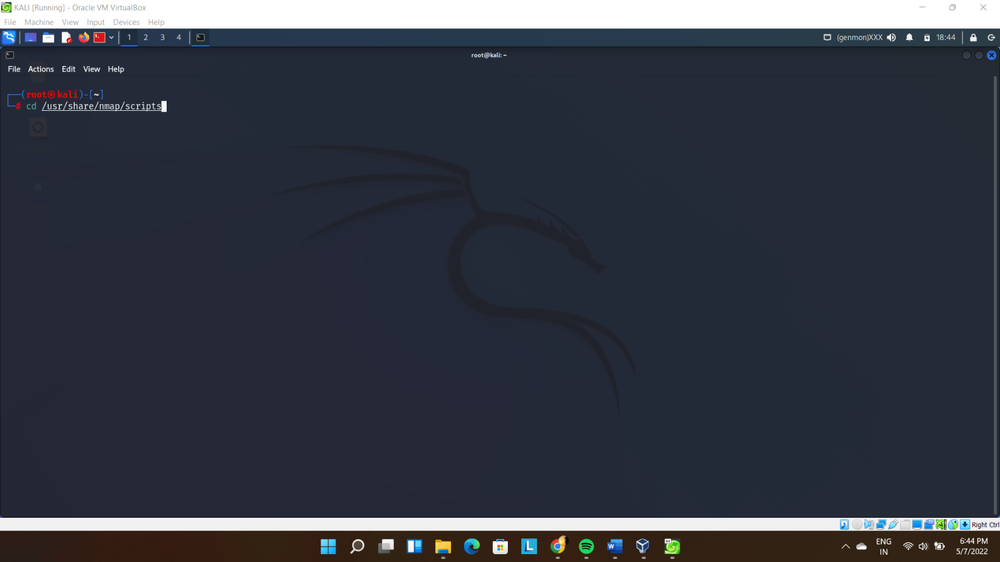 KALI [Running] - Oracle VM VirtualBox
File Machine View Input Devices Help
1 2 3 4 (genmon)XXX 18:44
root@kali: ~
File Actions Edit View Help
(root㉿kali)-[~]
# cd /usr/share/nmap/scripts
Home
Right Ctrl
ENG
IN
6:44 PM
5/7/2022